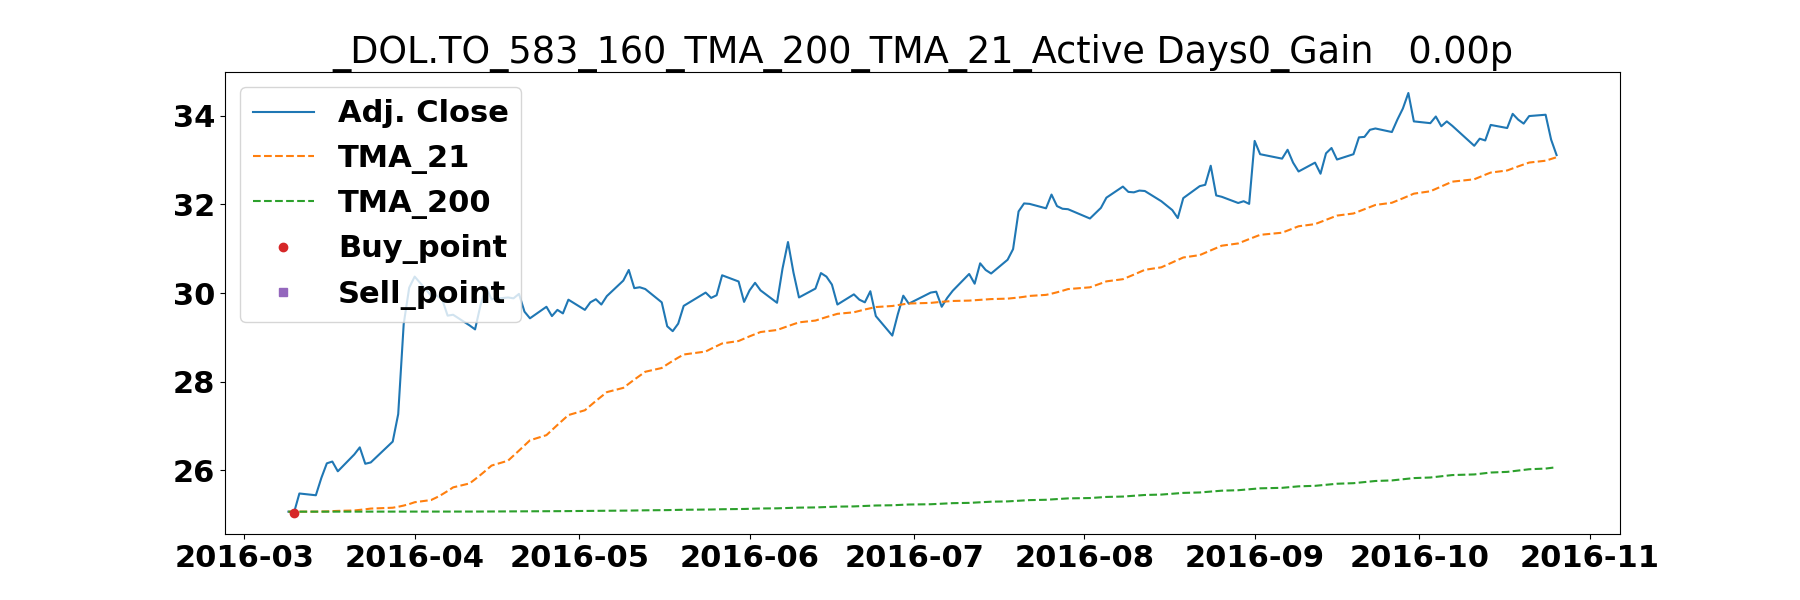 _DOL.TO_583_160_TMA_200_TMA_21_Active Days0_Gain   0.00p
34
32
30
28
26
Adj. Close
TMA_21
TMA_200
Buy_point
Sell_point
2016-03 2016-04 2016-05 2016-06 2016-07 2016-08 2016-09 2016-10 2016-11